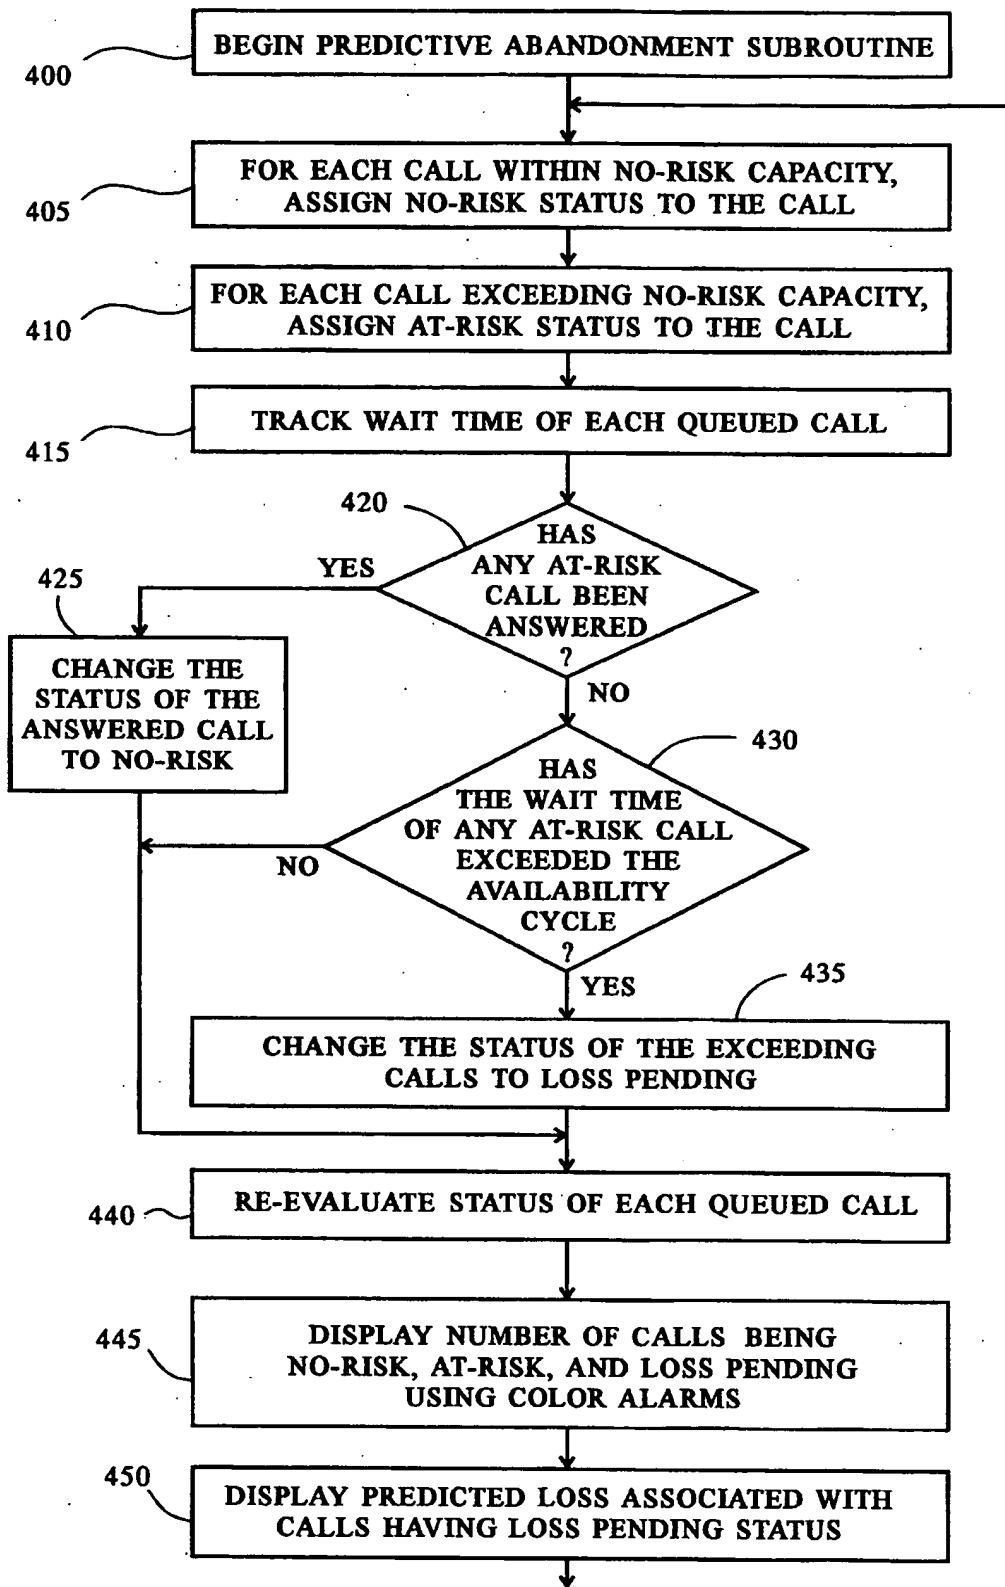 BEGIN PREDICTIVE ABANDONMENT SUBROUTINE
400
FOR EACH CALL WITHIN NO-RISK CAPACITY,
ASSIGN NO-RISK STATUS TO THE CALL
405
FOR EACH CALL EXCEEDING NO-RISK CAPACITY,
ASSIGN AT-RISK STATUS TO THE CALL
410
TRACK WAIT TIME OF EACH QUEUED CALL
415
420
HAS
ANY AT-RISK
CALL BEEN
ANSWERED
?
YES
NO
425
CHANGE THE
STATUS OF THE
ANSWERED CALL
TO NO-RISK
430
HAS
THE WAIT TIME
OF ANY AT-RISK CALL
EXCEEDED THE
AVAILABILITY
CYCLE
?
NO
YES
435
CHANGE THE STATUS OF THE EXCEEDING
CALLS TO LOSS PENDING
RE-EVALUATE STATUS OF EACH QUEUED CALL
440
445
DISPLAY NUMBER OF CALLS BEING
NO-RISK, AT-RISK, AND LOSS PENDING
USING COLOR ALARMS
450
DISPLAY PREDICTED LOSS ASSOCIATED WITH
CALLS HAVING LOSS PENDING STATUS